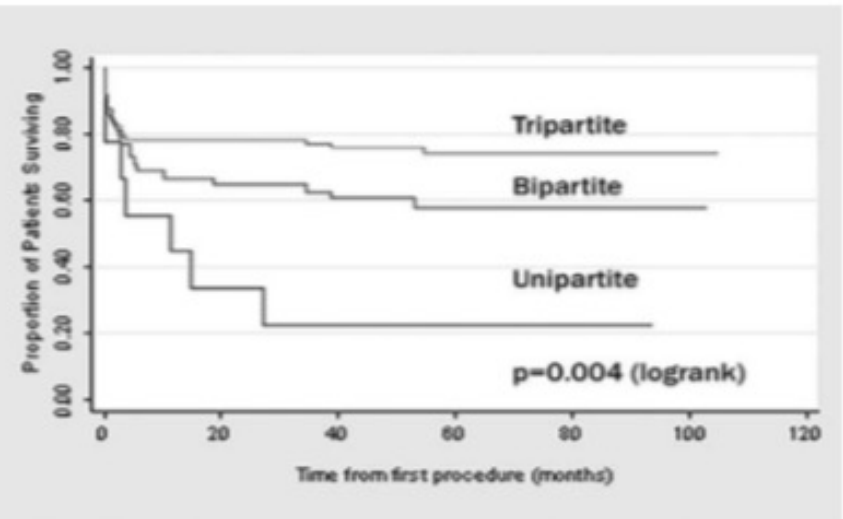 Proportion of Patients Surviving
1.00
0.80
0.60
0.40
0.20
0.00
Tripartite
Bipartite
Unipartite
p=0.004 (logrank)
0 20 40 60 80 100 120
Time from first procedure (months)